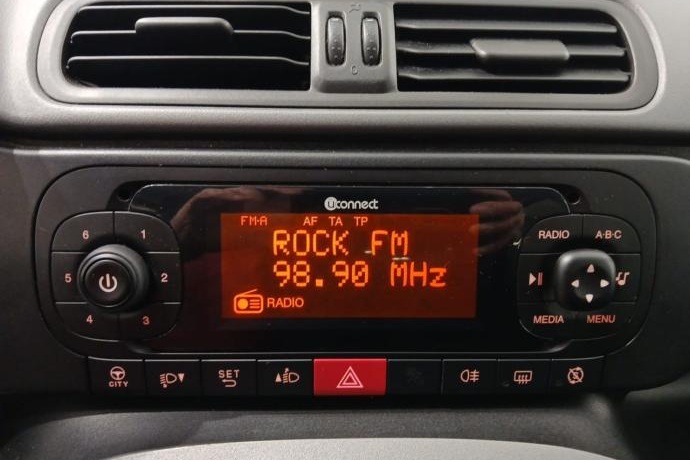 uconnect
FM-A AF TA TP
ROCK FM
98.90 MHz
RADIO
6 1
5 2
4 3
RADIO A·B·C
MEDIA MENU
CITY
SET